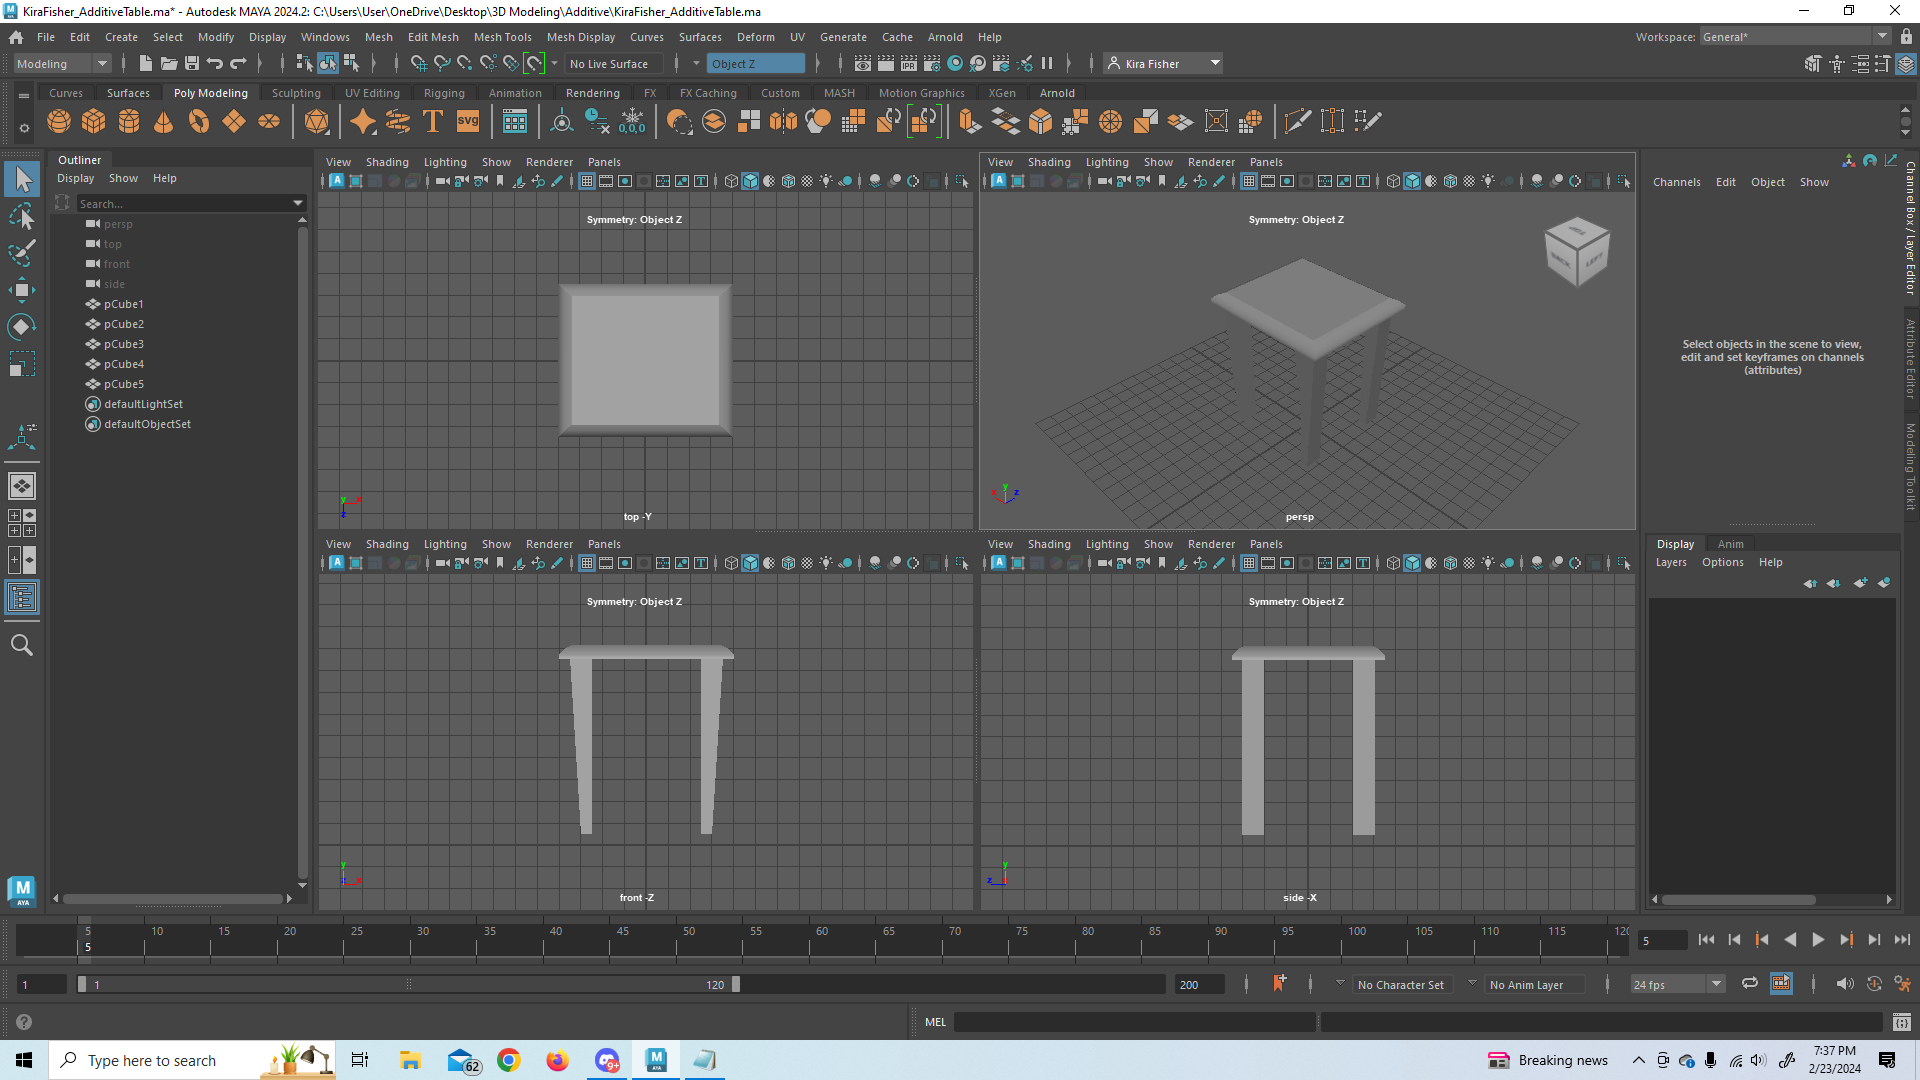 KiraFisher_AdditiveTable.ma* - Autodesk MAYA 2024.2: C:\Users\User\OneDrive\Desktop\3D Modeling\Additive\KiraFisher_AdditiveTable.ma
File Edit Create Select Modify Display Windows Mesh Edit Mesh Mesh Tools Mesh Display Curves Surfaces Deform UV Generate Cache Arnold Help
Workspace: General*
Modeling No Live Surface Object Z Kira Fisher
Curves Surfaces Poly Modeling Sculpting UV Editing Rigging Animation Rendering FX FX Caching Custom MASH Motion Graphics XGen Arnold
T SVG 0,0,0
Outliner
Display Show Help
Search...
persp
top
front
side
pCube1
pCube2
pCube3
pCube4
pCube5
defaultLightSet
defaultObjectSet
View Shading Lighting Show Renderer Panels
Symmetry: Object Z
top -Y
View Shading Lighting Show Renderer Panels
Symmetry: Object Z
BACK LEFT
persp
View Shading Lighting Show Renderer Panels
Symmetry: Object Z
front -Z
View Shading Lighting Show Renderer Panels
Symmetry: Object Z
side -X
Channels Edit Object Show
Select objects in the scene to view,
edit and set keyframes on channels
(attributes)
Channel Box / Layer Editor
Attribute Editor
Modeling Toolkit
Display Anim
Layers Options Help
5 10 15 20 25 30 35 40 45 50 55 60 65 70 75 80 85 90 95 100 105 110 115 120
5
5
1 1 120 200 No Character Set No Anim Layer 24 fps
MEL
M
AYA
Type here to search
62
9+
Breaking news
7:37 PM
2/23/2024